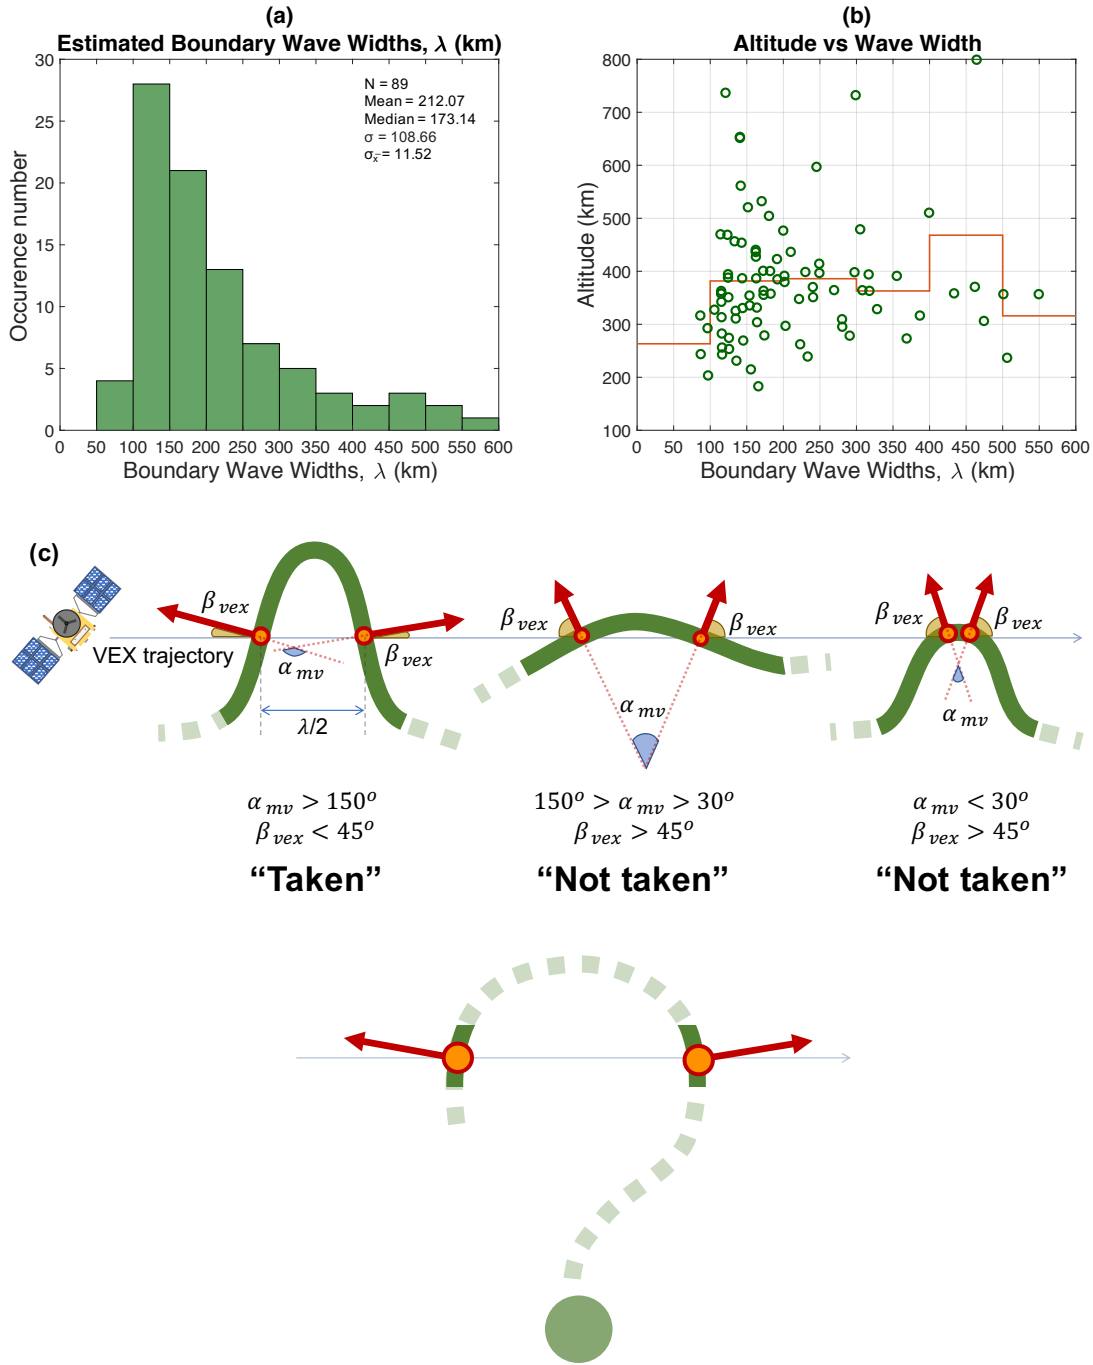 (a)
Estimated Boundary Wave Widths, λ (km)
30
25
20
15
10
5
0
Occurence number
N = 89
Mean = 212.07
Median = 173.14
σ = 108.66
σx̄ = 11.52
0 50 100 150 200 250 300 350 400 450 500 550 600
Boundary Wave Widths, λ (km)
(b)
Altitude vs Wave Width
800
700
600
500
400
300
200
100
Altitude (km)
0 50 100 150 200 250 300 350 400 450 500 550 600
Boundary Wave Widths, λ (km)
(c)
βvex
VEX trajectory
βvex
αmv
λ/2
αmv > 150°
βvex < 45°
“Taken”
βvex
βvex
αmv
150° > αmv > 30°
βvex > 45°
“Not taken”
βvex
βvex
αmv
αmv < 30°
βvex > 45°
“Not taken”